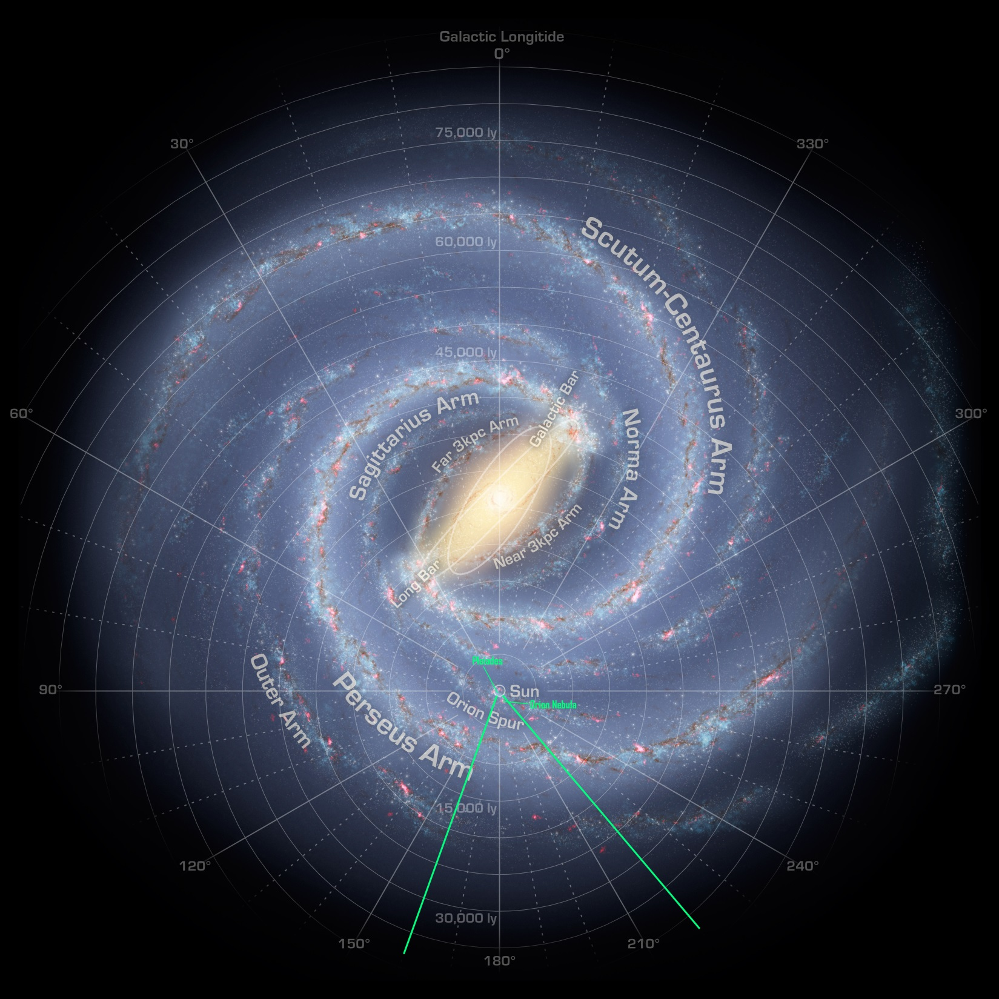 Galactic Longitide
0°
30°
330°
75,000 ly
60,000 ly
Scutum-Centaurus Arm
45,000 ly
Galactic Bar
Sagittarius Arm
Far 3kpc Arm
Norma Arm
60°
300°
Near 3kpc Arm
Long Bar
Outer Arm
Pleiades
Perseus Arm
90°
Sun
270°
Orion Nebula
Orion Spur
15,000 ly
120°
240°
30,000 ly
150°
210°
180°